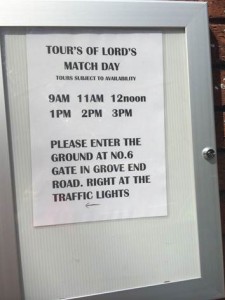 TOUR'S OF LORD'S
MATCH DAY
TOURS SUBJECT TO AVAILABILITY
9AM 11AM 12noon
1PM 2PM 3PM
PLEASE ENTER THE
GROUND AT NO.6
GATE IN GROVE END
ROAD. RIGHT AT THE
TRAFFIC LIGHTS